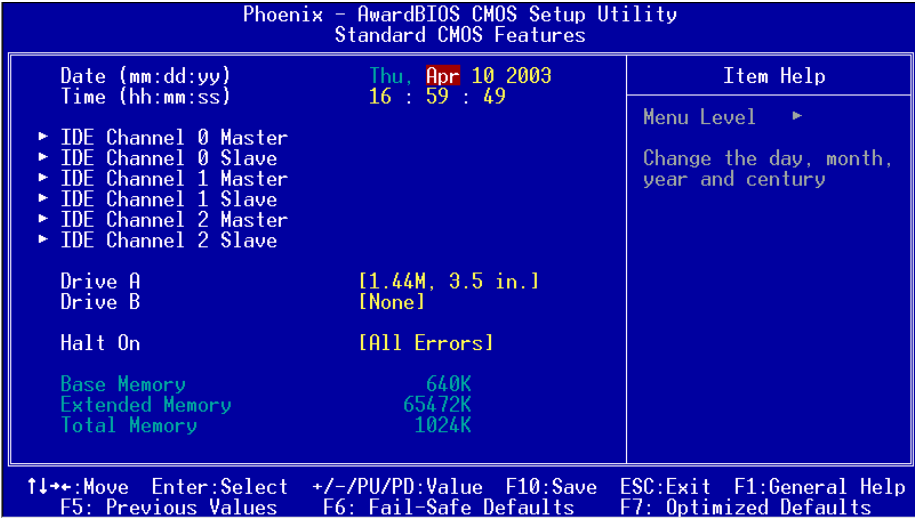 Phoenix - AwardBIOS CMOS Setup Utility
Standard CMOS Features
Date (mm:dd:yy) Thu, Apr 10 2003
Time (hh:mm:ss) 16 : 59 : 49
► IDE Channel 0 Master
► IDE Channel 0 Slave
► IDE Channel 1 Master
► IDE Channel 1 Slave
► IDE Channel 2 Master
► IDE Channel 2 Slave
Drive A [1.44M, 3.5 in.]
Drive B [None]
Halt On [All Errors]
Base Memory 640K
Extended Memory 65472K
Total Memory 1024K
Item Help
Menu Level ►
Change the day, month,
year and century
↑↓→←:Move Enter:Select +/-/PU/PD:Value F10:Save ESC:Exit F1:General Help
F5: Previous Values F6: Fail-Safe Defaults F7: Optimized Defaults